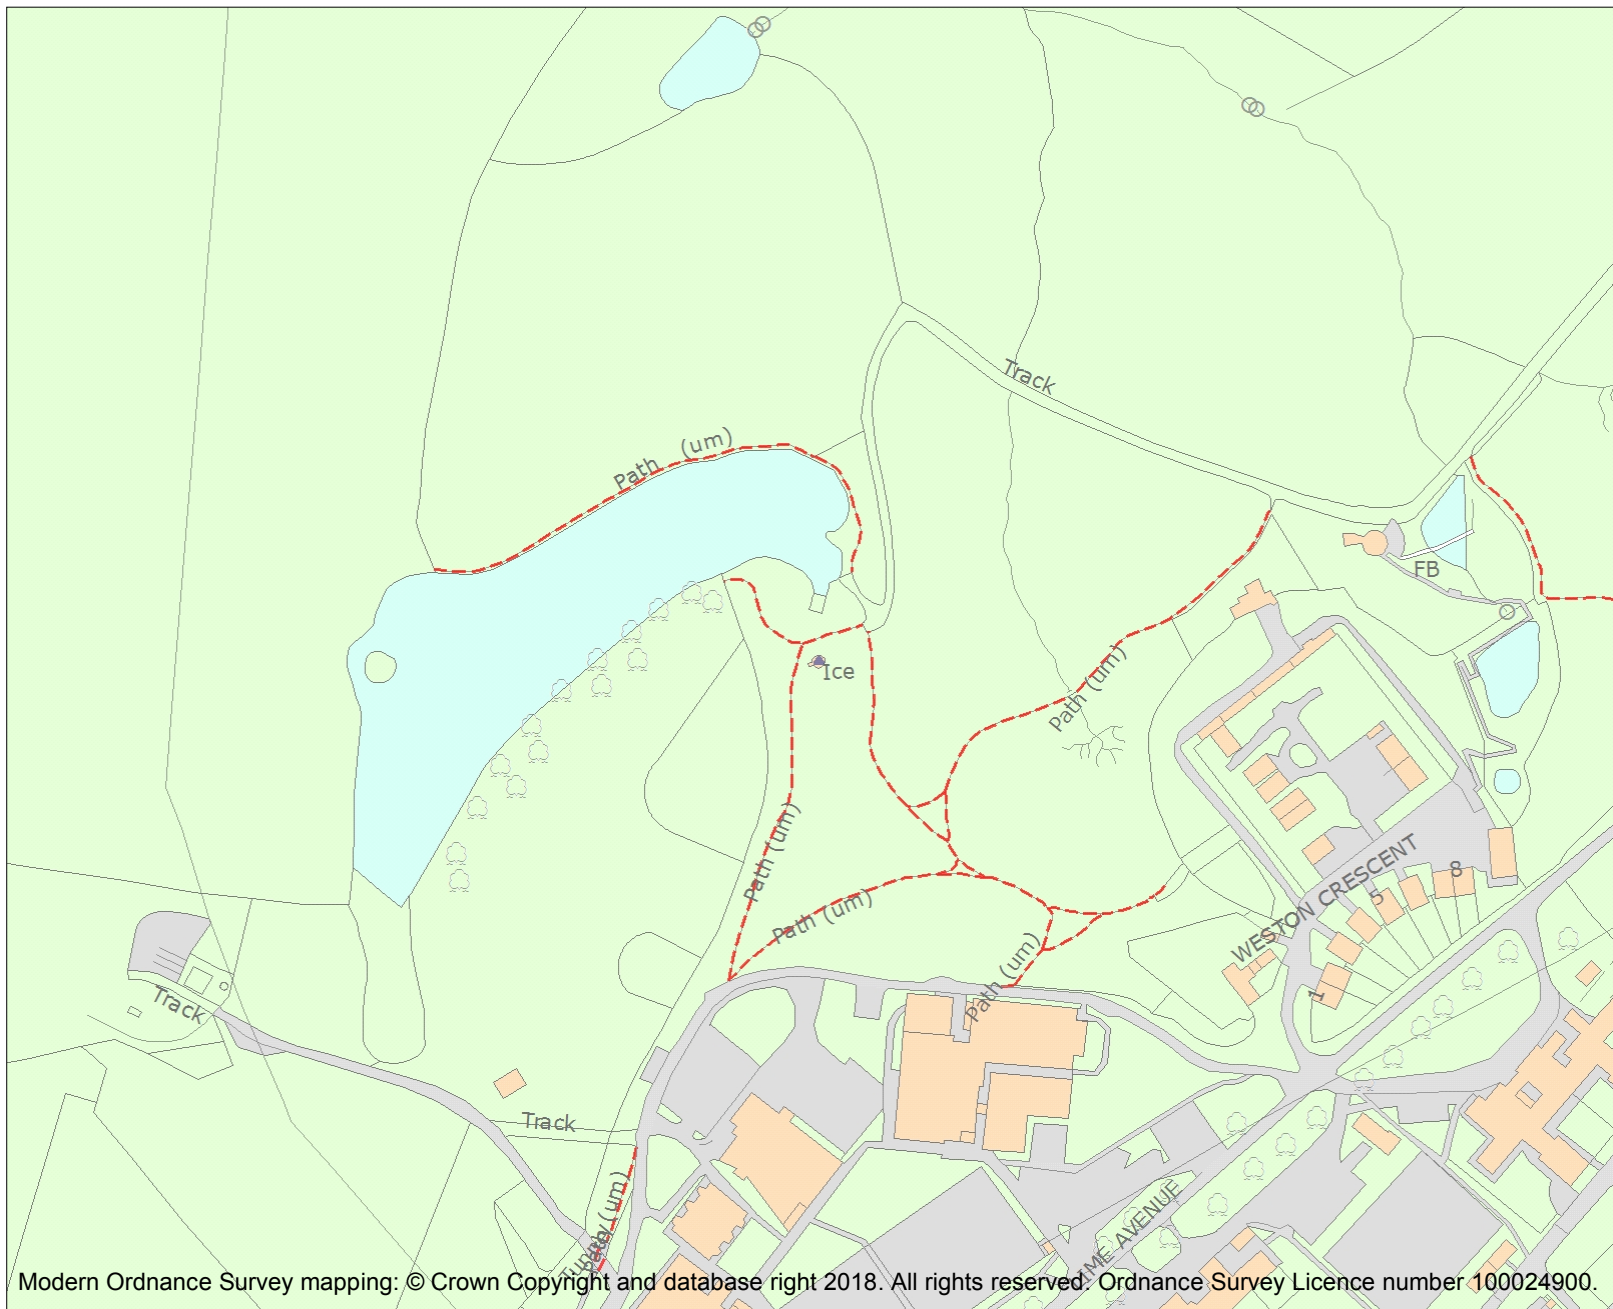 Track
Path (um)
Ice
Path (um)
FB
Path (um)
Path (um)
WESTON CRESCENT
8
5
1
Path (um)
Track
Track
Path (um)
Modern Ordnance Survey mapping: © Crown Copyright and database right 2018. All rights reserved. Ordnance Survey Licence number 100024900.